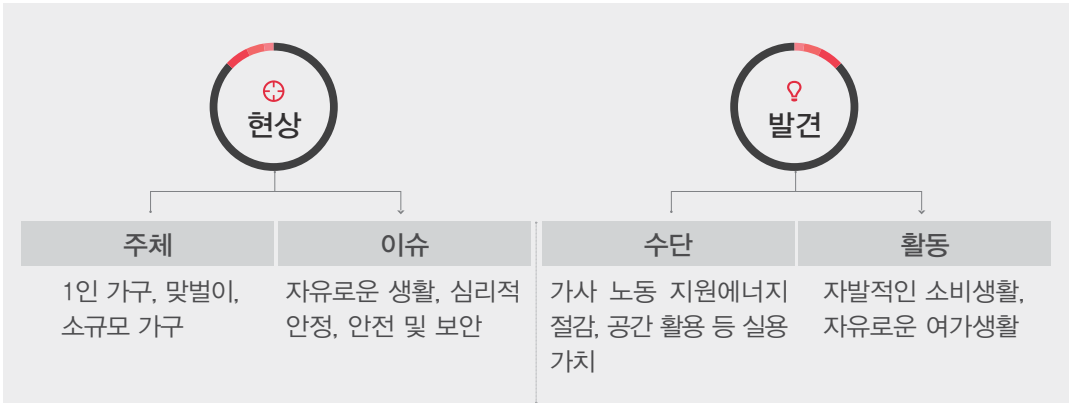 현상
발견
주체
이슈
수단
활동
1인 가구, 맞벌이,
소규모 가구
자유로운 생활, 심리적
안정, 안전 및 보안
가사 노동 지원에너지
절감, 공간 활용 등 실용
가치
자발적인 소비생활,
자유로운 여가생활